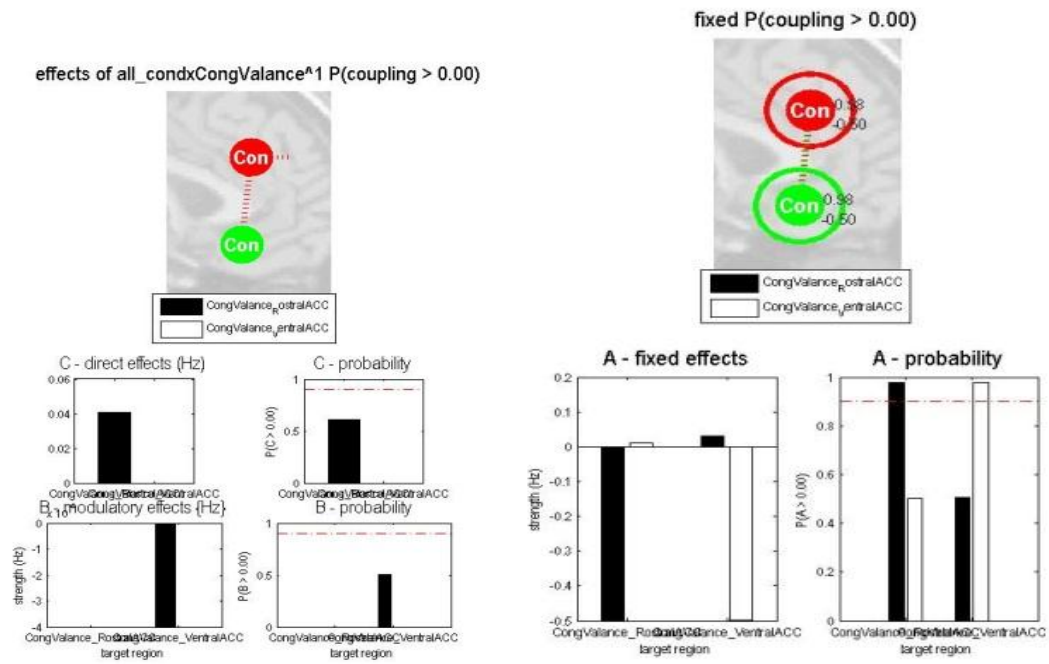 effects of all_condxCongValance^1 P(coupling > 0.00)
Con
Con
CongValance_RostralACC
CongValance_VentralACC
C - direct effects (Hz)
0.06
0.04
0.02
0
C - probability
1
0.5
0
P(C > 0.00)
B - modulatory effects (Hz)
0
-1
-2
-3
-4
strength (Hz)
CongValance_VentralACC
target region
B - probability
1
0.5
0
P(B > 0.00)
target region
fixed P(coupling > 0.00)
Con
0.98
-0.50
Con
0.98
-0.50
CongValance_RostralACC
CongValance_VentralACC
A - fixed effects
0.2
0.1
0
-0.1
-0.2
-0.3
-0.4
-0.5
strength (Hz)
target region
A - probability
1
0.8
0.6
0.4
0.2
0
P(A > 0.00)
target region